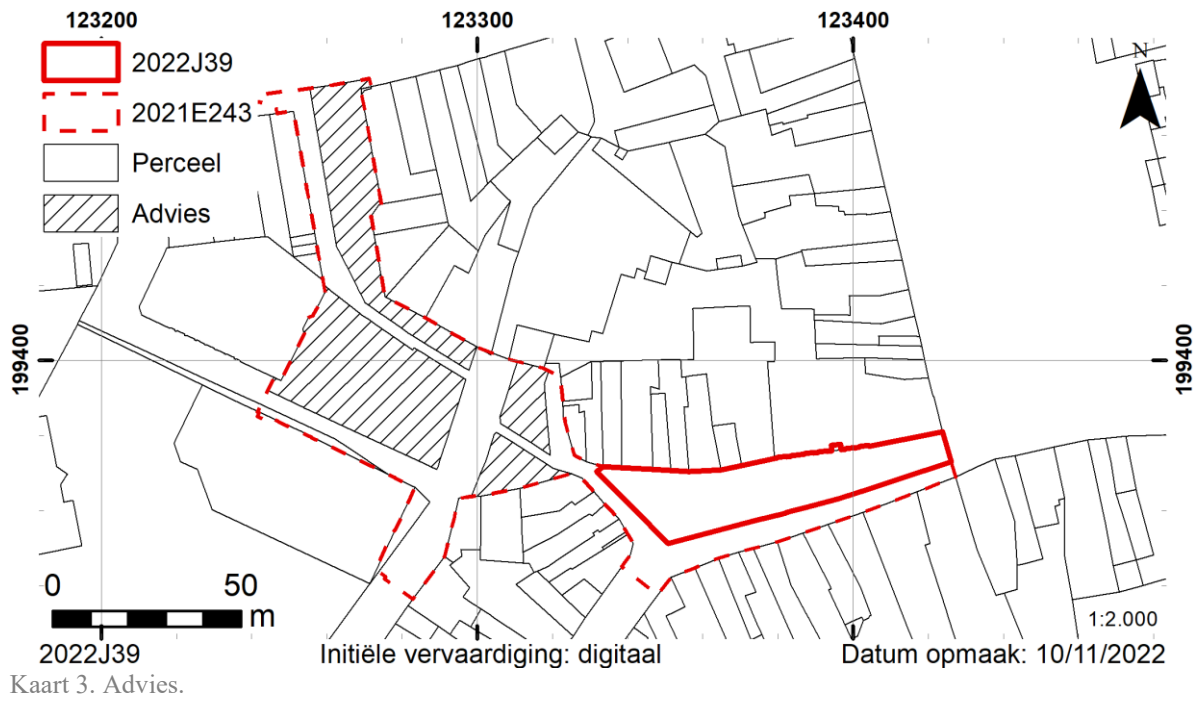 123200 123300 123400
2022J39
2021E243
Perceel
Advies
N
199400 199400
0 50
m
1:2.000
2022J39 Initiële vervaardiging: digitaal Datum opmaak: 10/11/2022
Kaart 3. Advies.